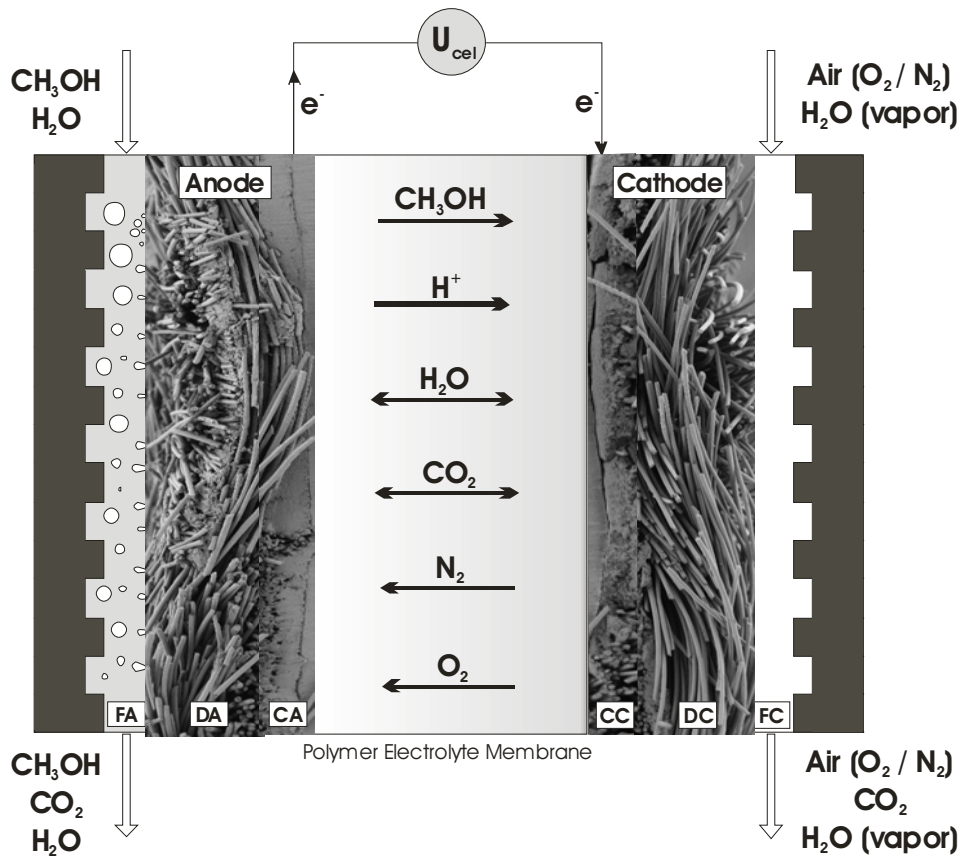 U_cel
CH₃OH
H₂O
e⁻
e⁻
Air (O₂ / N₂)
H₂O (vapor)
Anode
Cathode
CH₃OH
H⁺
H₂O
CO₂
N₂
O₂
FA
DA
CA
CC
DC
FC
Polymer Electrolyte Membrane
CH₃OH
CO₂
H₂O
Air (O₂ / N₂)
CO₂
H₂O (vapor)